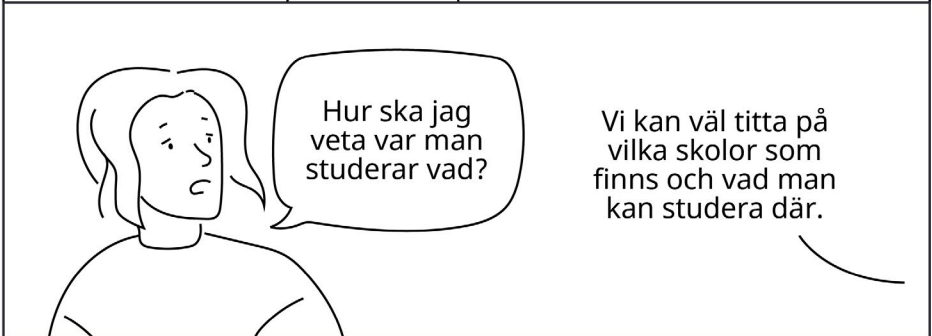 Hur ska jag
veta var man
studerar vad?
Vi kan väl titta på
vilka skolor som
finns och vad man
kan studera där.